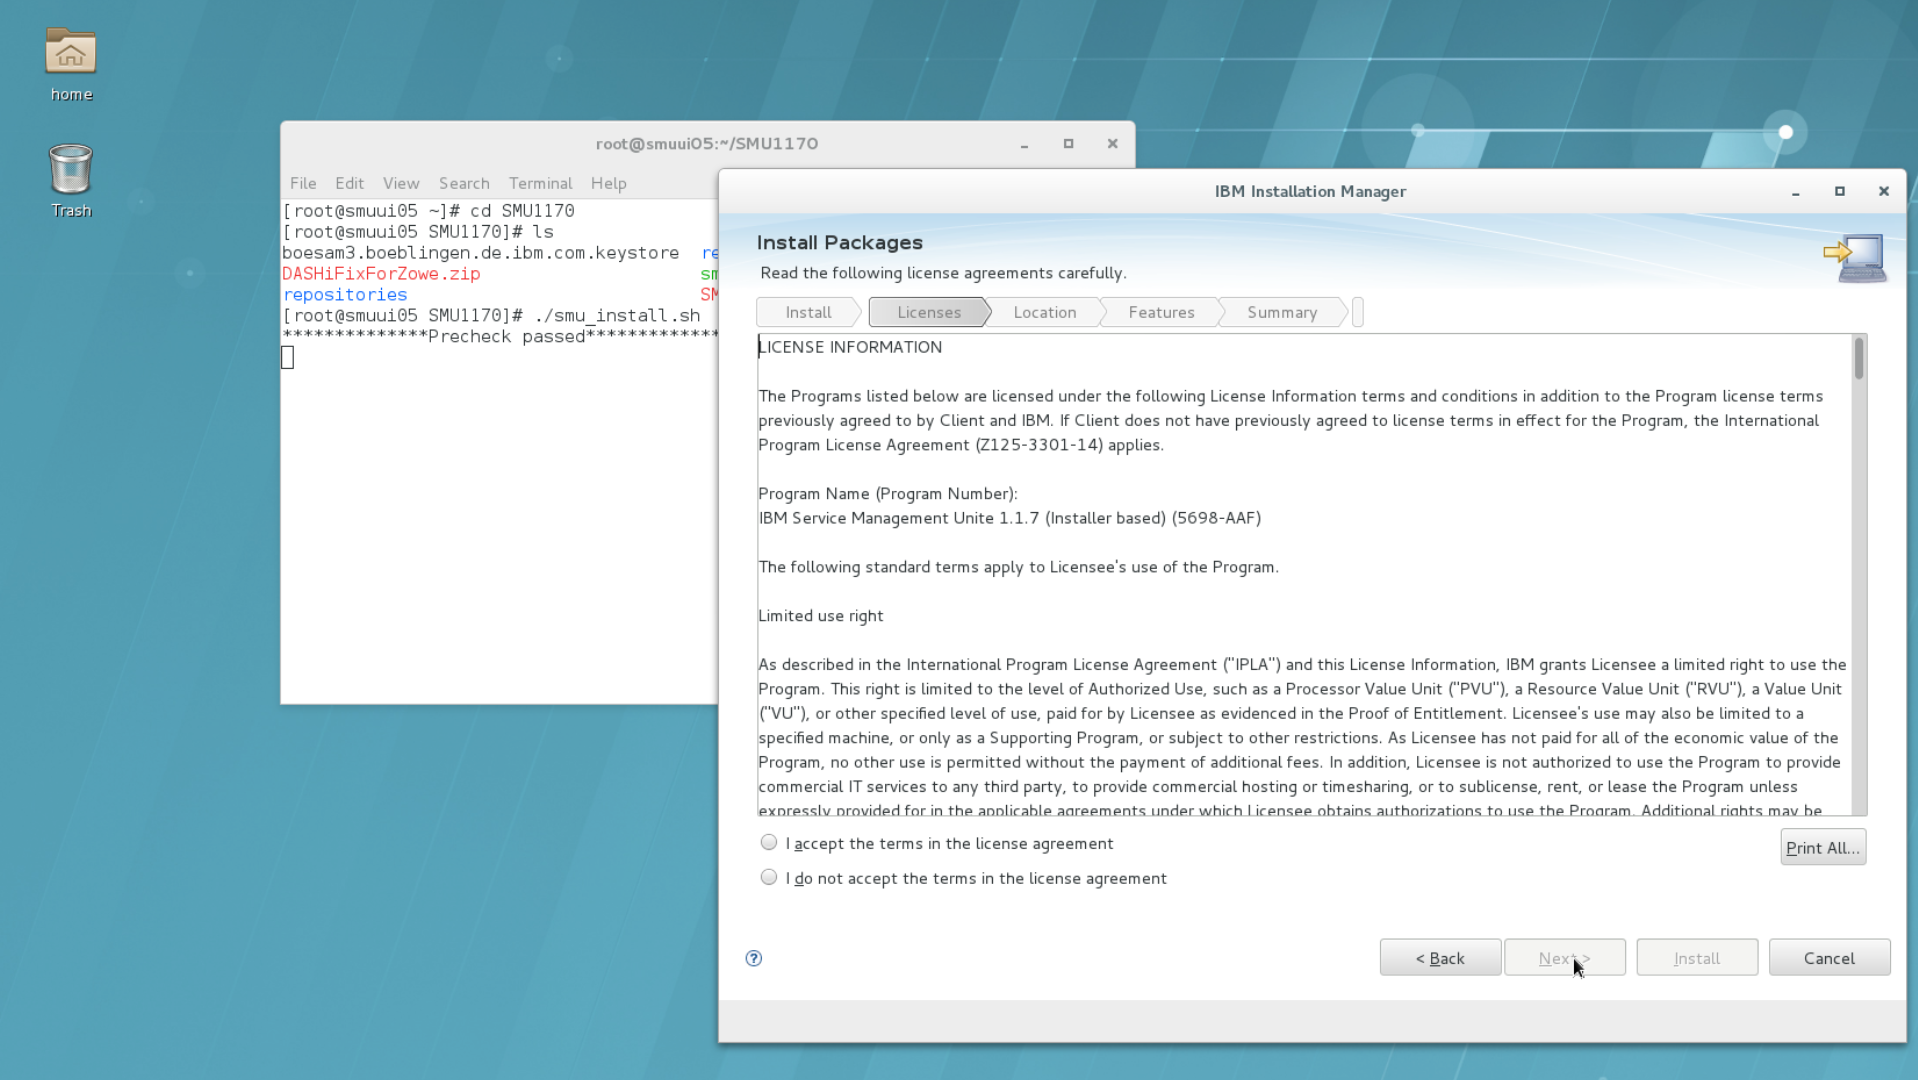 home
Trash
root@smuui05:~/SMU1170
File Edit View Search Terminal Help
[root@smuui05 ~]# cd SMU1170
[root@smuui05 SMU1170]# ls
boesam3.boeblingen.de.ibm.com.keystore re
DASHiFixForZowe.zip sm
repositories SM
[root@smuui05 SMU1170]# ./smu_install.sh
**************Precheck passed*************
IBM Installation Manager
Install Packages
Read the following license agreements carefully.
Install Licenses Location Features Summary
LICENSE INFORMATION
The Programs listed below are licensed under the following License Information terms and conditions in addition to the Program license terms
previously agreed to by Client and IBM. If Client does not have previously agreed to license terms in effect for the Program, the International
Program License Agreement (Z125-3301-14) applies.
Program Name (Program Number):
IBM Service Management Unite 1.1.7 (Installer based) (5698-AAF)
The following standard terms apply to Licensee's use of the Program.
Limited use right
As described in the International Program License Agreement ("IPLA") and this License Information, IBM grants Licensee a limited right to use the
Program. This right is limited to the level of Authorized Use, such as a Processor Value Unit ("PVU"), a Resource Value Unit ("RVU"), a Value Unit
("VU"), or other specified level of use, paid for by Licensee as evidenced in the Proof of Entitlement. Licensee's use may also be limited to a
specified machine, or only as a Supporting Program, or subject to other restrictions. As Licensee has not paid for all of the economic value of the
Program, no other use is permitted without the payment of additional fees. In addition, Licensee is not authorized to use the Program to provide
commercial IT services to any third party, to provide commercial hosting or timesharing, or to sublicense, rent, or lease the Program unless
expressly provided for in the applicable agreements under which Licensee obtains authorizations to use the Program. Additional rights may be
I accept the terms in the license agreement
Print All...
I do not accept the terms in the license agreement
< Back Next > Install Cancel